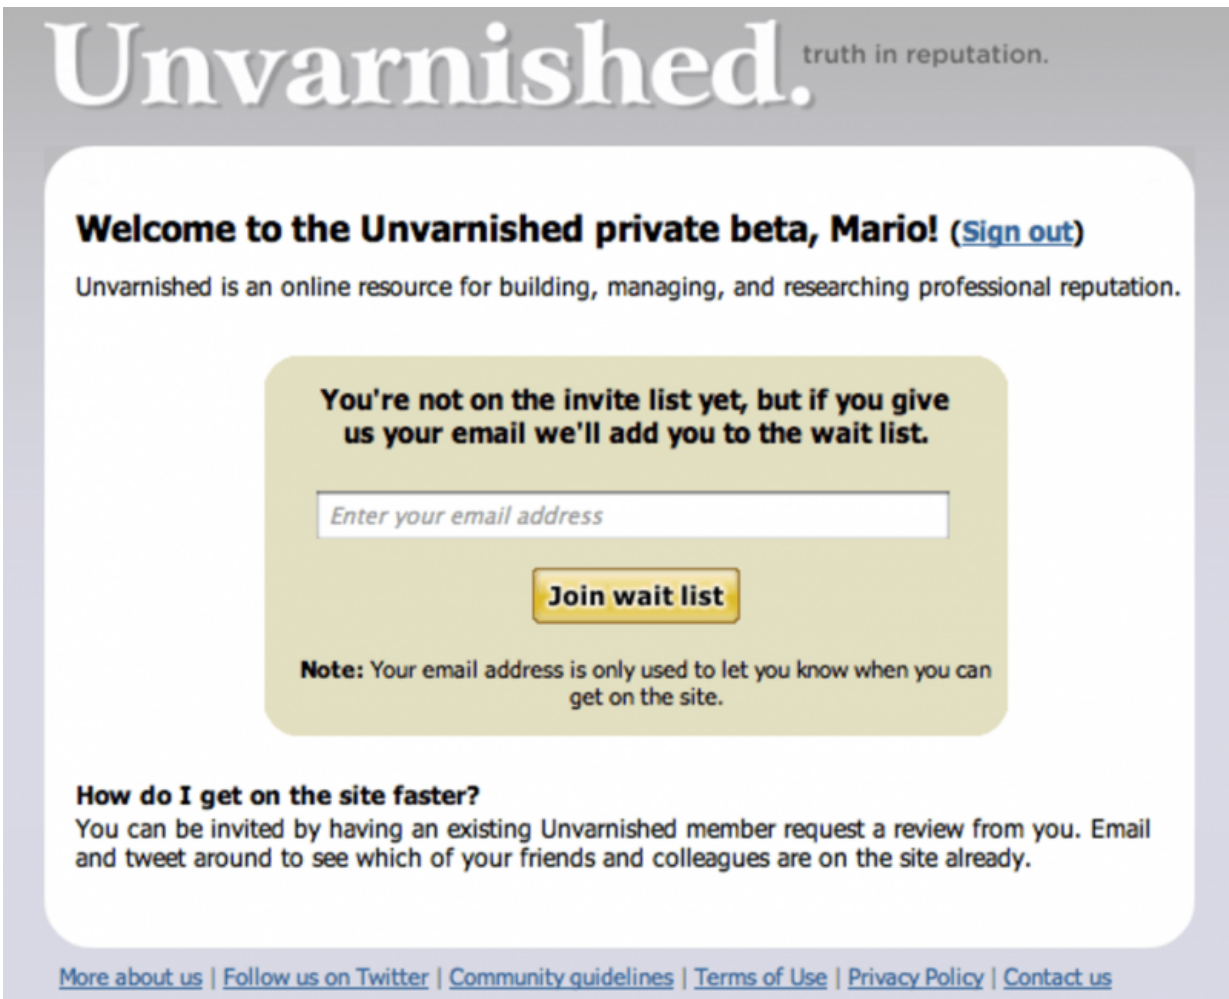 Unvarnished. truth in reputation.
Welcome to the Unvarnished private beta, Mario! (Sign out)
Unvarnished is an online resource for building, managing, and researching professional reputation.
You're not on the invite list yet, but if you give
us your email we'll add you to the wait list.
Enter your email address
Join wait list
Note: Your email address is only used to let you know when you can
get on the site.
How do I get on the site faster?
You can be invited by having an existing Unvarnished member request a review from you. Email
and tweet around to see which of your friends and colleagues are on the site already.
More about us | Follow us on Twitter | Community guidelines | Terms of Use | Privacy Policy | Contact us